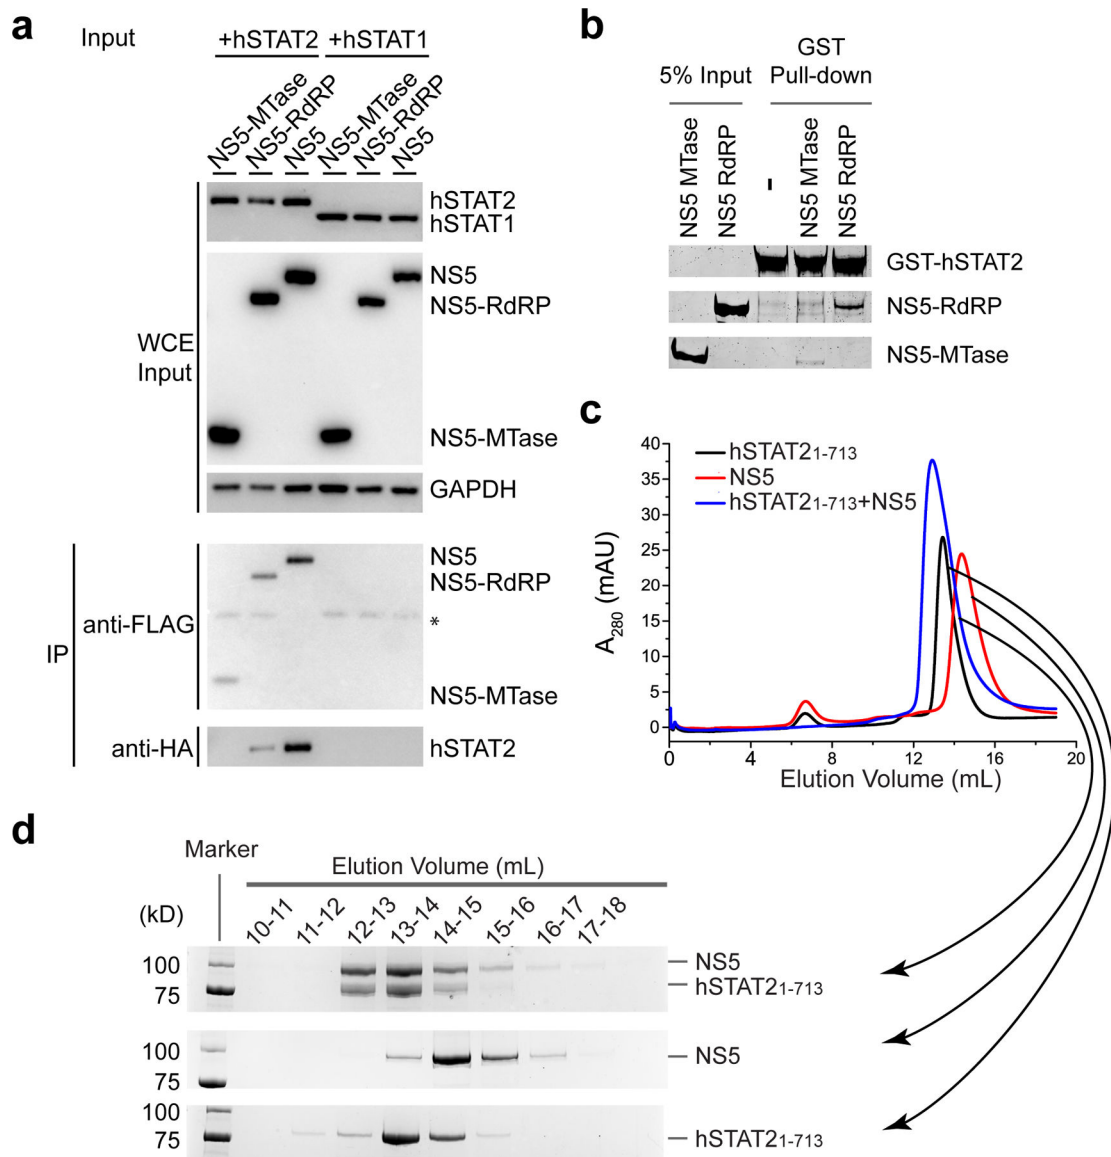 a
Input
+hSTAT2 +hSTAT1
NS5-MTase
NS5-RdRP
NS5
NS5-MTase
NS5-RdRP
NS5
hSTAT2
hSTAT1
WCE
Input
NS5
NS5-RdRP
NS5-MTase
GAPDH
IP
anti-FLAG
NS5
NS5-RdRP
*
NS5-MTase
anti-HA
hSTAT2
b
5% Input
GST
Pull-down
NS5 MTase
NS5 RdRP
-
NS5 MTase
NS5 RdRP
GST-hSTAT2
NS5-RdRP
NS5-MTase
c
40
35
30
25
20
15
10
5
0
A280 (mAU)
hSTAT21-713
NS5
hSTAT21-713+NS5
0 4 8 12 16 20
Elution Volume (mL)
d
Marker
Elution Volume (mL)
(kD)
10-11
11-12
12-13
13-14
14-15
15-16
16-17
17-18
100
75
NS5
hSTAT21-713
100
75
NS5
100
75
hSTAT21-713